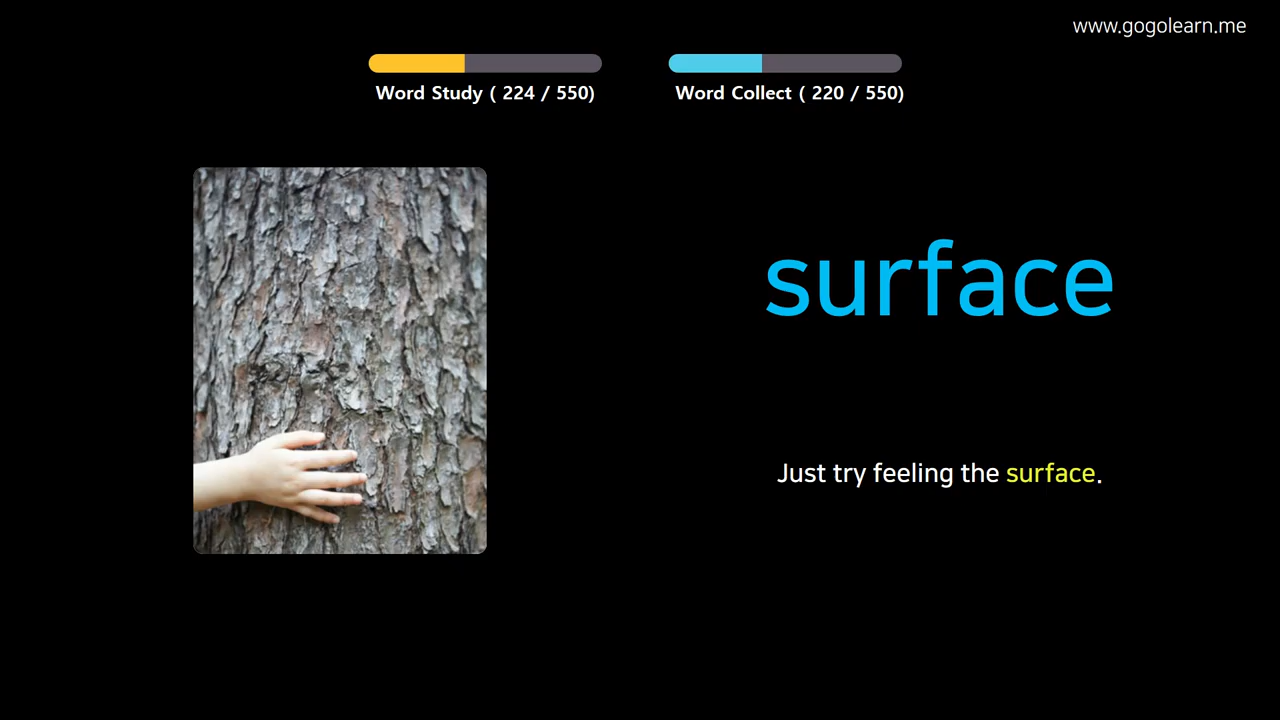 www.gogolearn.me
Word Study ( 224 / 550)
Word Collect ( 220 / 550)
surface
Just try feeling the surface.